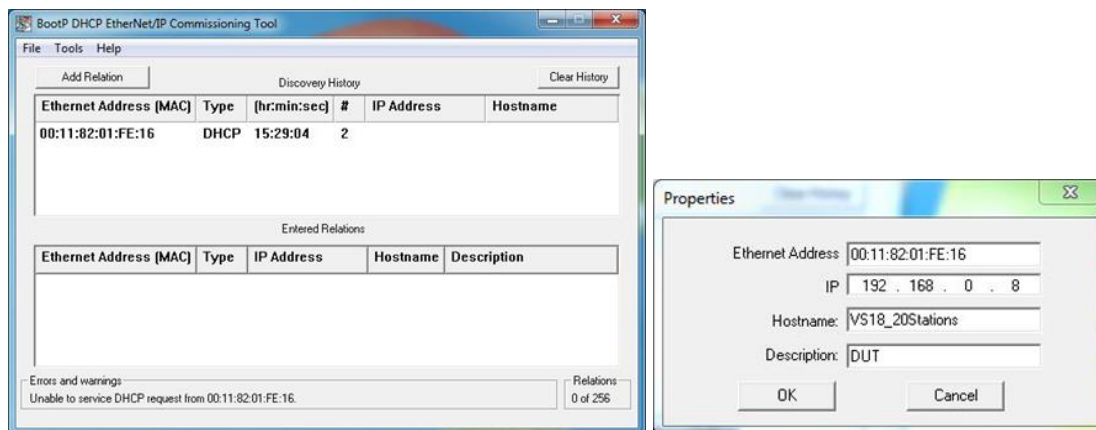 BootP DHCP EtherNet/IP Commissioning Tool
File Tools Help
Add Relation
Discovery History
Clear History
Ethernet Address (MAC) Type (hr:min:sec) # IP Address Hostname
00:11:82:01:FE:16 DHCP 15:29:04 2
Entered Relations
Ethernet Address (MAC) Type IP Address Hostname Description
Errors and warnings
Unable to service DHCP request from 00:11:82:01:FE:16.
Relations
0 of 256
Properties
Clear History
Ethernet Address 00:11:82:01:FE:16
IP 192 . 168 . 0 . 8
Hostname: VS18_20Stations
Description: DUT
OK Cancel